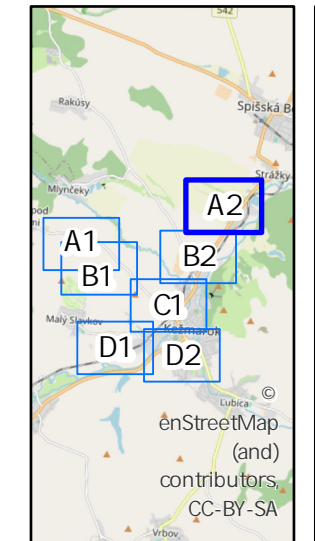 542
Rakúsy
Spišská B
Strážky
Mlynčeky
pod
A2
A1
B2
B1
C1
Malý Slavkov
Kežmarok
D1
D2
Ľubica
©
enStreetMap
(and)
contributors,
CC-BY-SA
Vrbov